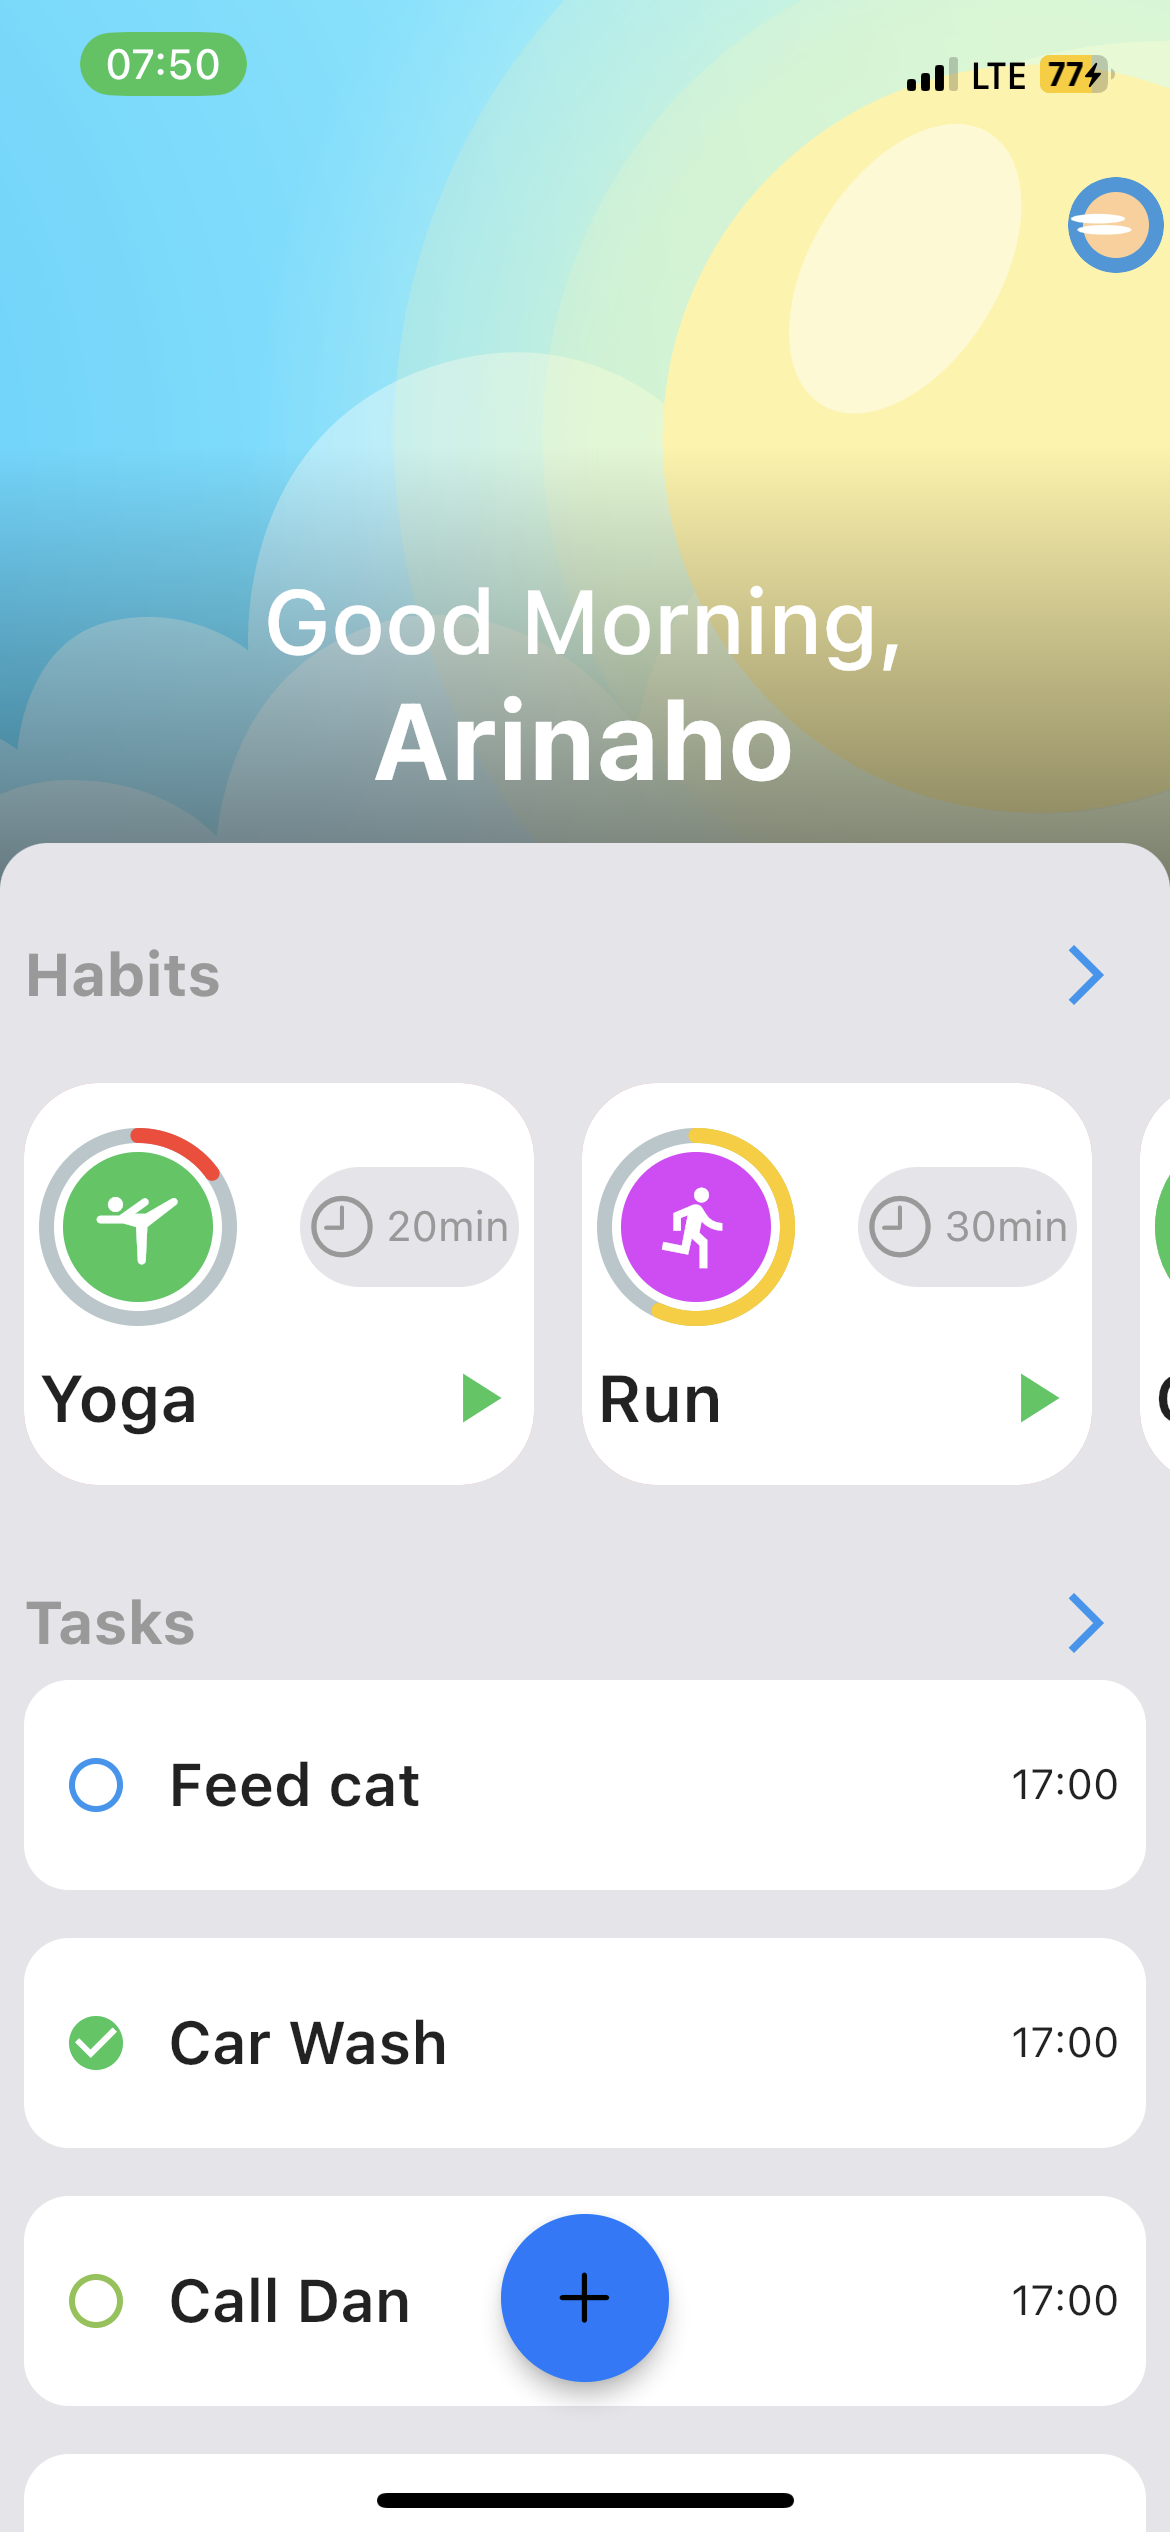 07:50
LTE 77
Good Morning,
Arinaho
Habits
20min
30min
Yoga
Run
Tasks
Feed cat
17:00
Car Wash
17:00
Call Dan
17:00